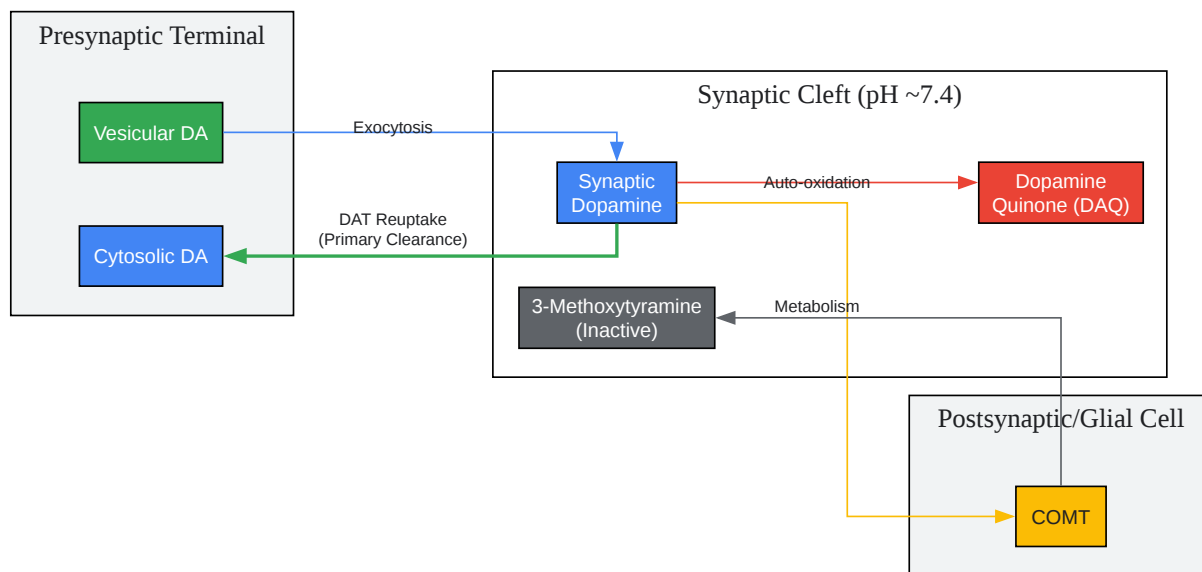 Presynaptic Terminal
Vesicular DA
Exocytosis
DAT Reuptake
(Primary Clearance)
Cytosolic DA
Synaptic Cleft (pH ~7.4)
Synaptic
Dopamine
Auto-oxidation
Dopamine
Quinone (DAQ)
3-Methoxytyramine
(Inactive)
Metabolism
Postsynaptic/Glial Cell
COMT